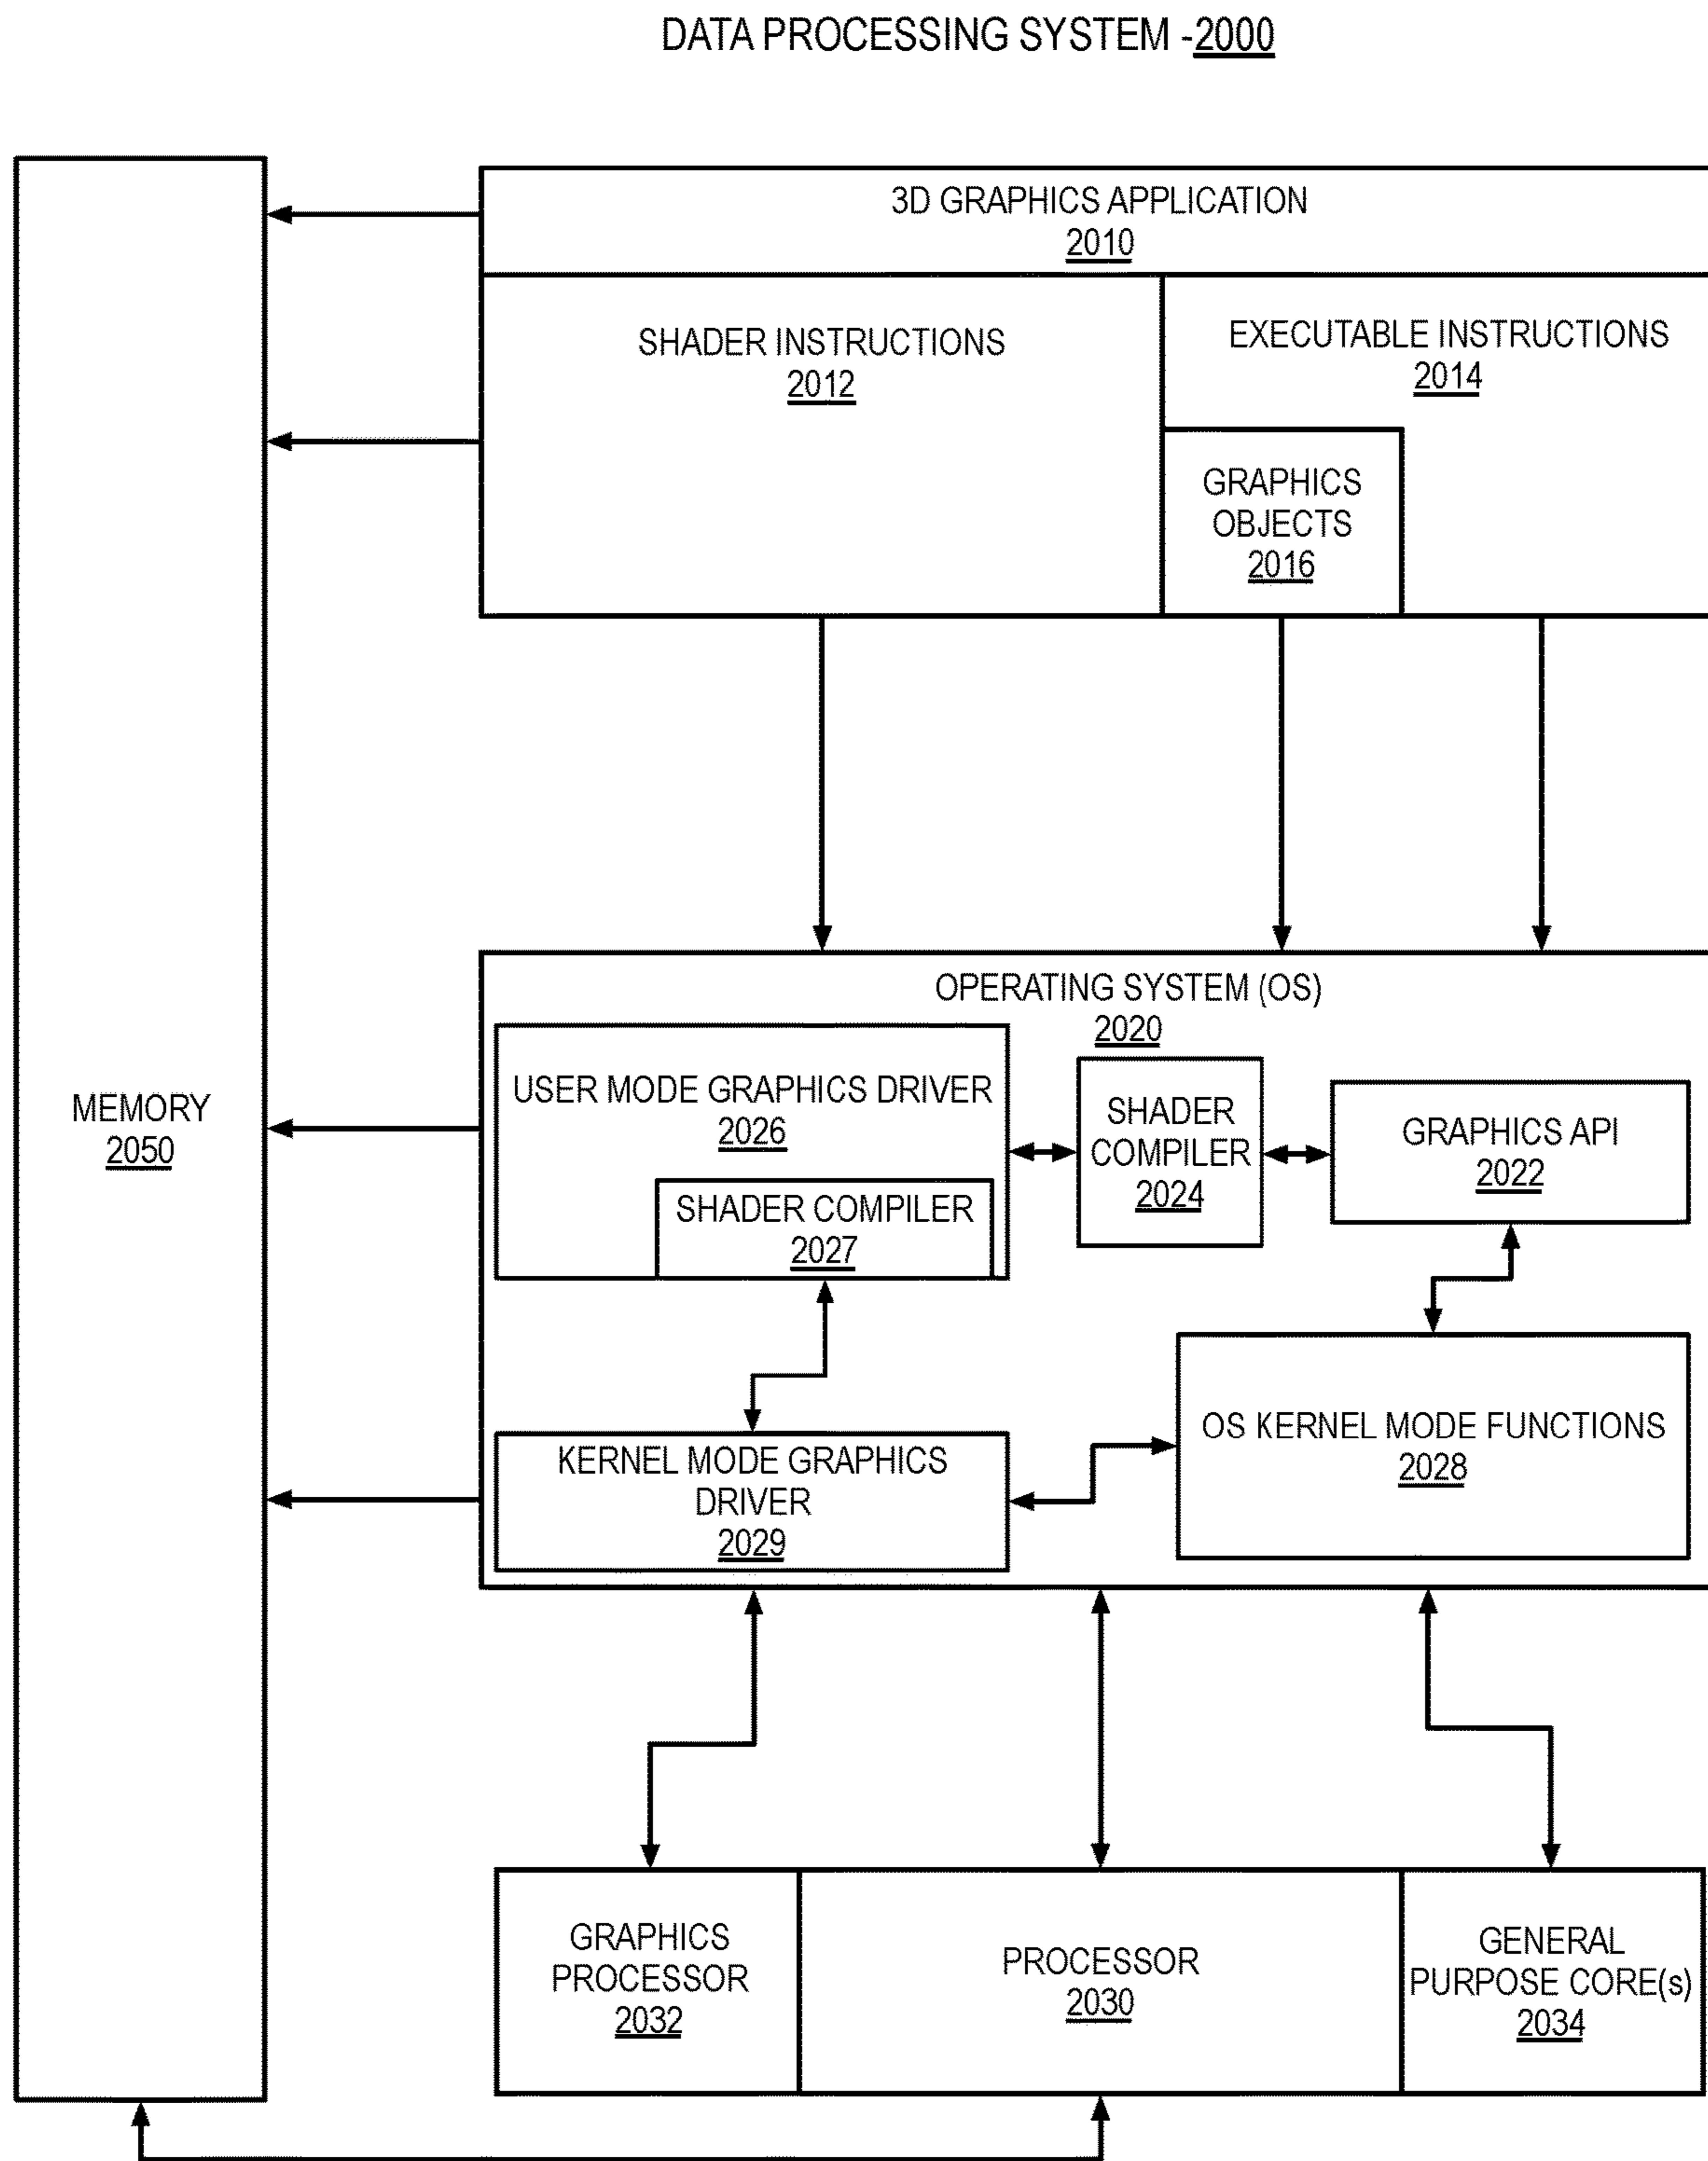 DATA PROCESSING SYSTEM -2000
3D GRAPHICS APPLICATION
2010
SHADER INSTRUCTIONS
2012
EXECUTABLE INSTRUCTIONS
2014
GRAPHICS
OBJECTS
2016
OPERATING SYSTEM (OS)
2020
USER MODE GRAPHICS DRIVER
2026
SHADER COMPILER
2027
SHADER
COMPILER
2024
GRAPHICS API
2022
MEMORY
2050
KERNEL MODE GRAPHICS
DRIVER
2029
OS KERNEL MODE FUNCTIONS
2028
GRAPHICS
PROCESSOR
2032
PROCESSOR
2030
GENERAL
PURPOSE CORE(s)
2034